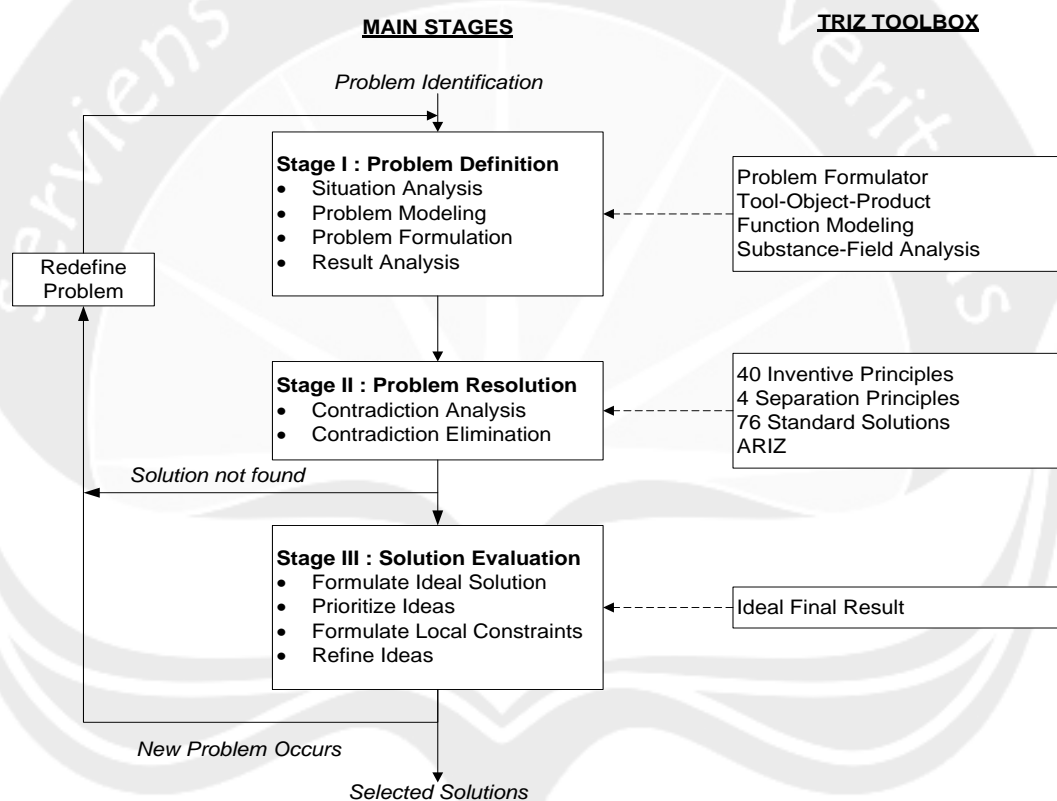 serviens
verita
s
MAIN STAGES
TRIZ TOOLBOX
Problem Identification
Stage I : Problem Definition
• Situation Analysis
• Problem Modeling
• Problem Formulation
• Result Analysis
Problem Formulator
Tool-Object-Product
Function Modeling
Substance-Field Analysis
Redefine
Problem
Stage II : Problem Resolution
• Contradiction Analysis
• Contradiction Elimination
40 Inventive Principles
4 Separation Principles
76 Standard Solutions
ARIZ
Solution not found
Stage III : Solution Evaluation
• Formulate Ideal Solution
• Prioritize Ideas
• Formulate Local Constraints
• Refine Ideas
Ideal Final Result
New Problem Occurs
Selected Solutions